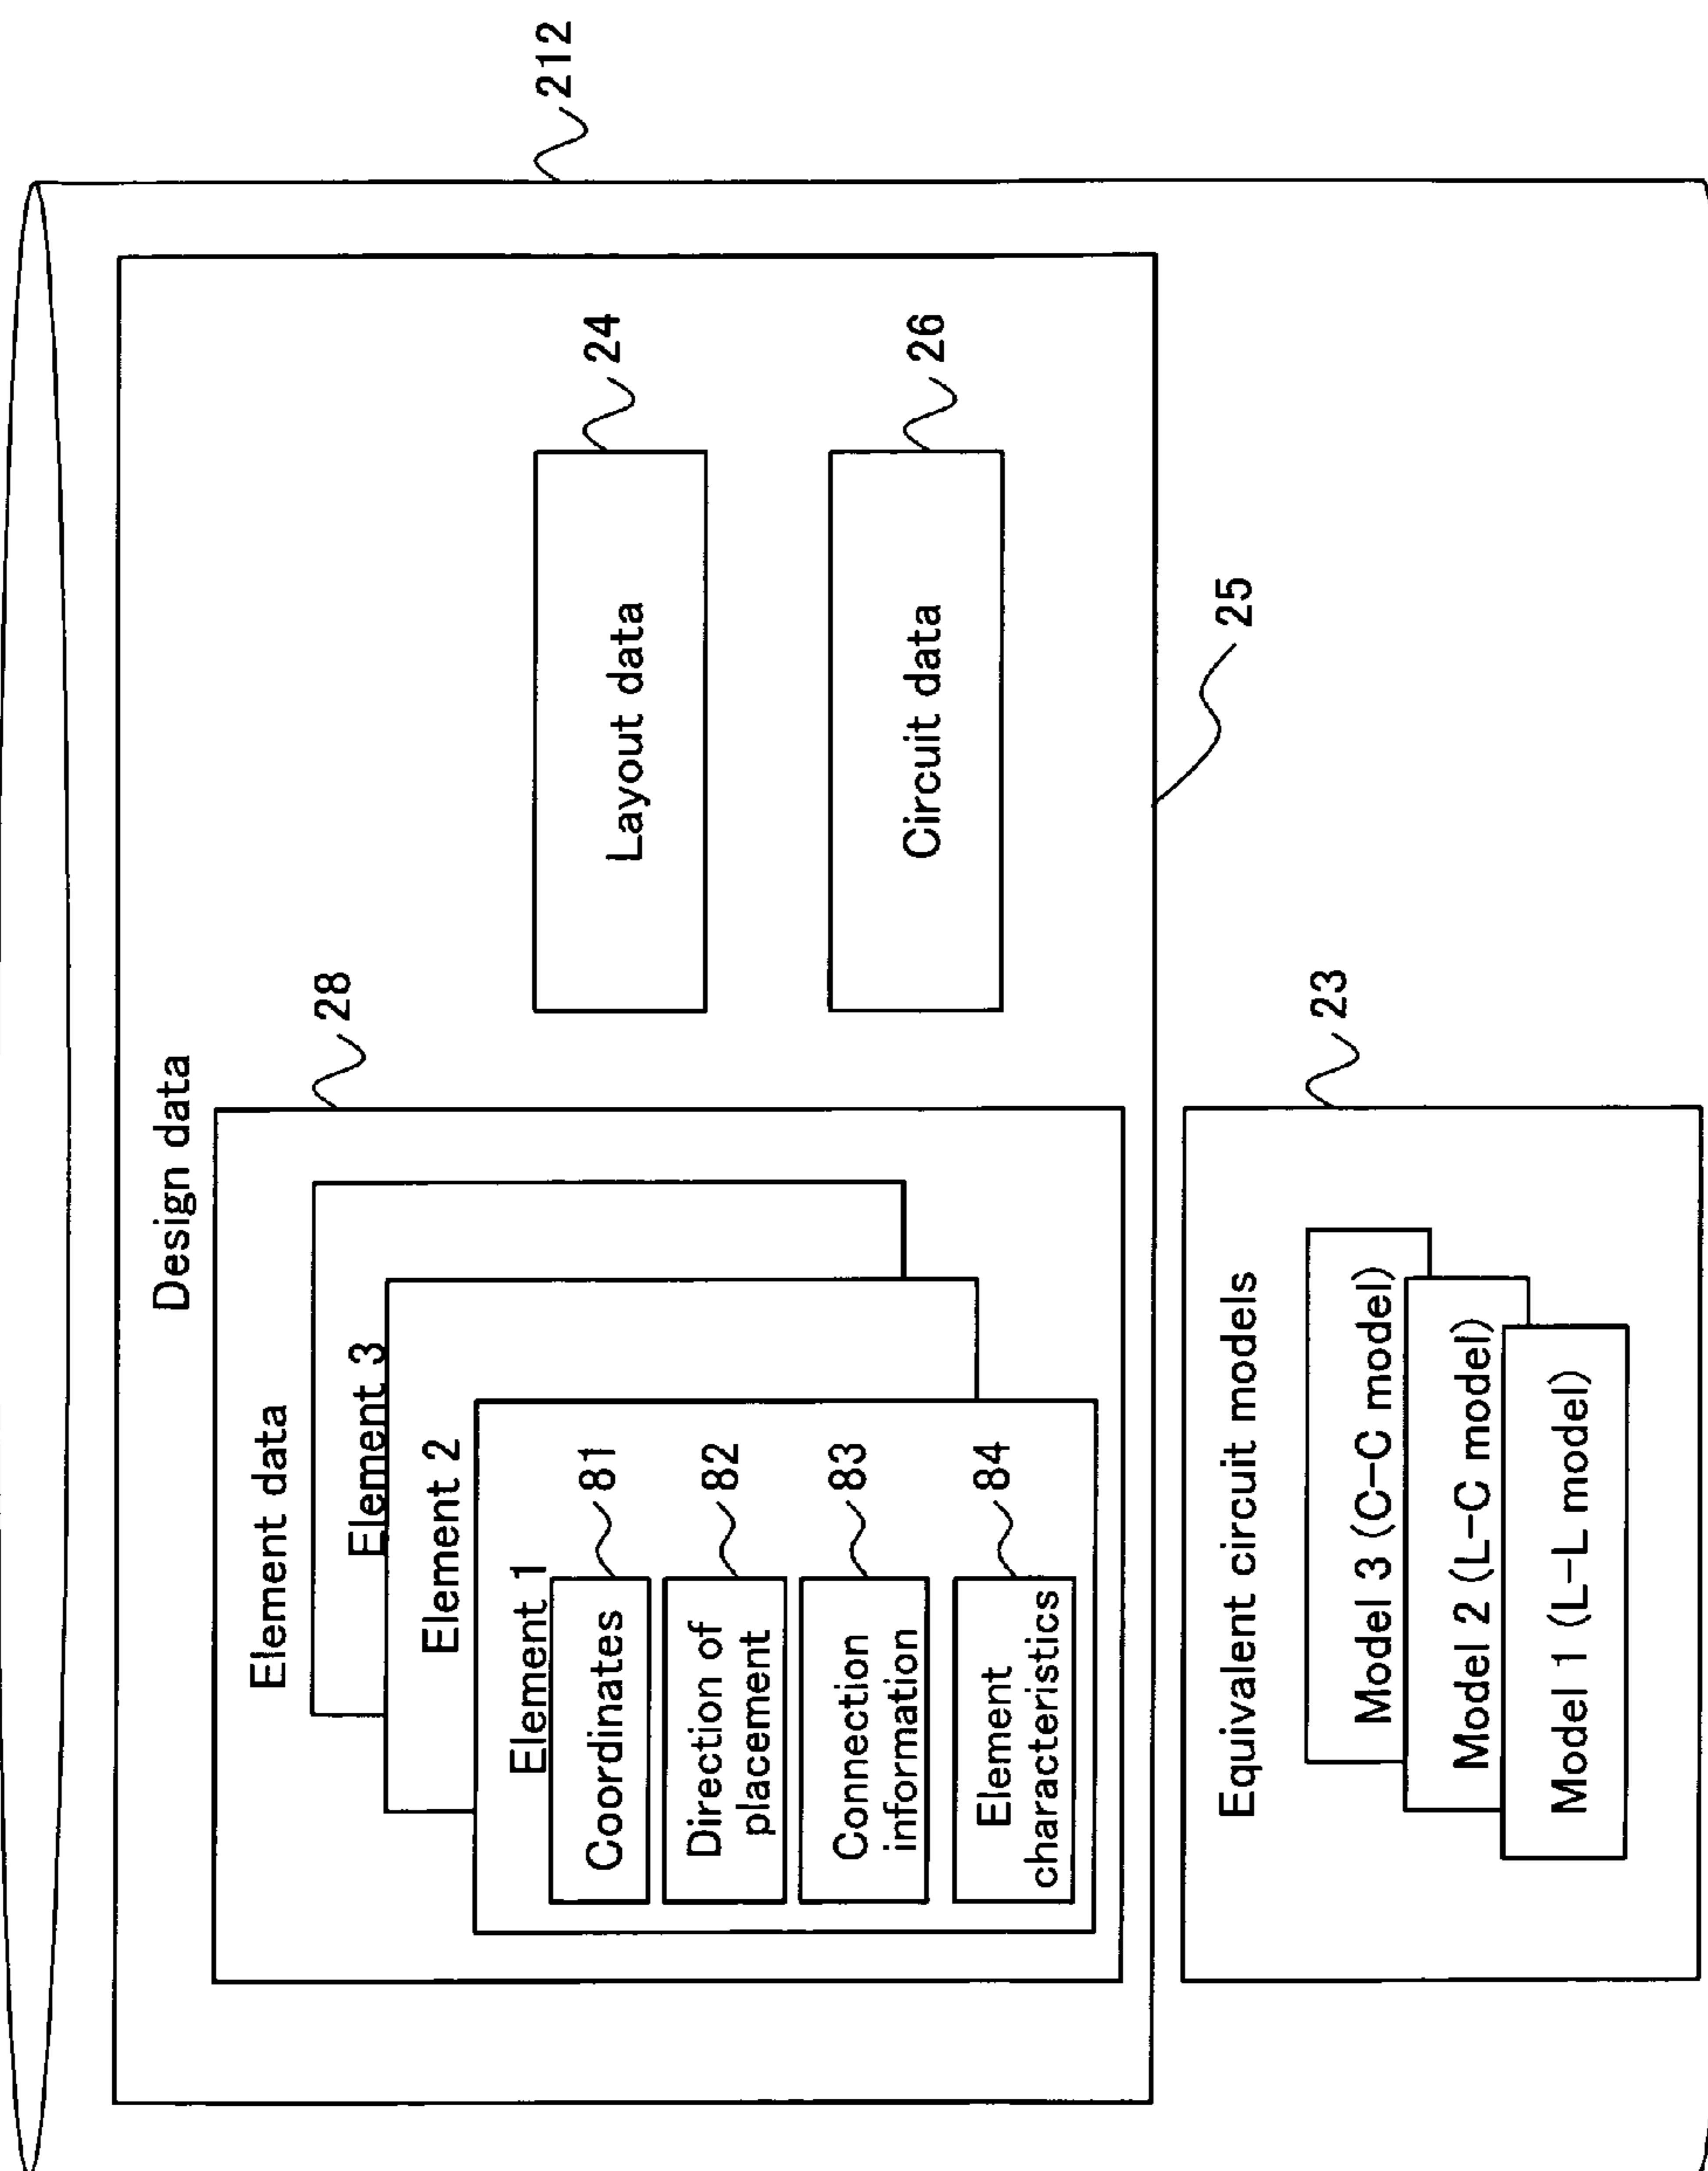 212
Design data
Element data
28
Element 3
Element 2
Element 1
Coordinates
81
Direction of
placement
82
Connection
information
83
Element
characteristics
84
Layout data
24
Circuit data
26
25
Equivalent circuit models
23
Model 3 (C-C model)
Model 2 (L-C model)
Model 1 (L-L model)